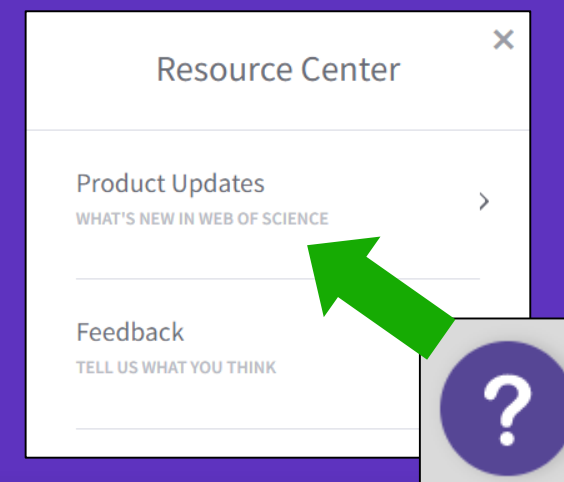 Resource Center
Product Updates
WHAT'S NEW IN WEB OF SCIENCE
Feedback
TELL US WHAT YOU THINK
?